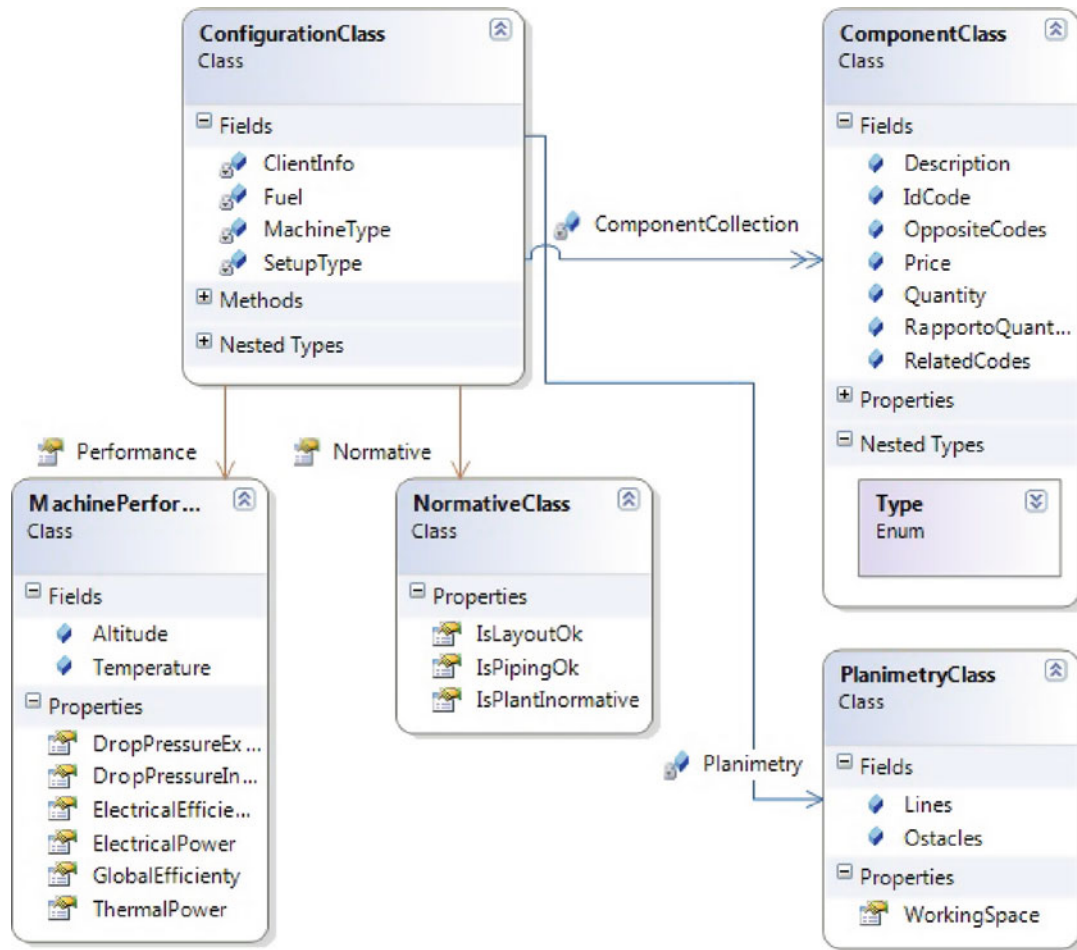 ConfigurationClass
Class
Fields
ClientInfo
Fuel
MachineType
SetupType
Methods
Nested Types
ComponentCollection
ComponentClass
Class
Fields
Description
IdCode
OppositeCodes
Price
Quantity
RapportoQuant...
RelatedCodes
Properties
Nested Types
Type
Enum
Performance
Normative
MachinePerfor...
Class
Fields
Altitude
Temperature
Properties
DropPressureEx...
DropPressureIn...
ElectricalEfficie...
ElectricalPower
GlobalEfficienty
ThermalPower
NormativeClass
Class
Properties
IsLayoutOk
IsPipingOk
IsPlantInormative
Planimetry
PlanimetryClass
Class
Fields
Lines
Ostacles
Properties
WorkingSpace